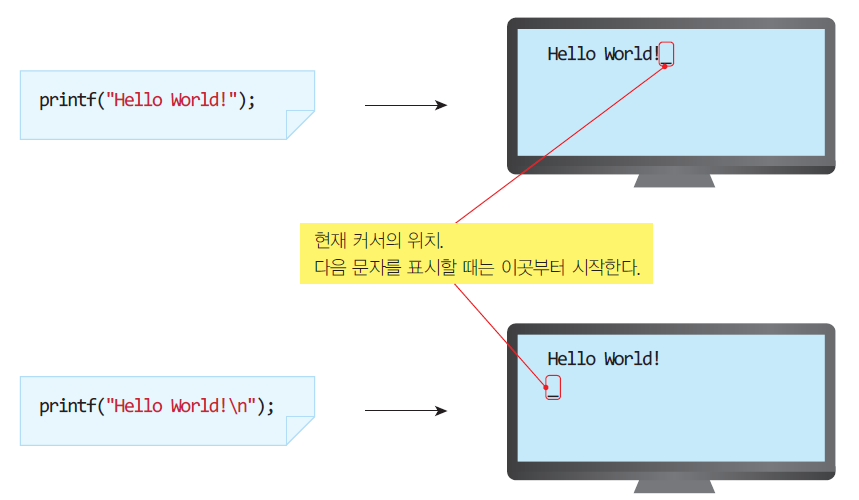 Hello World!_
printf("Hello World!");
현재 커서의 위치.
다음 문자를 표시할 때는 이곳부터 시작한다.
Hello World!
_
printf("Hello World!\n");